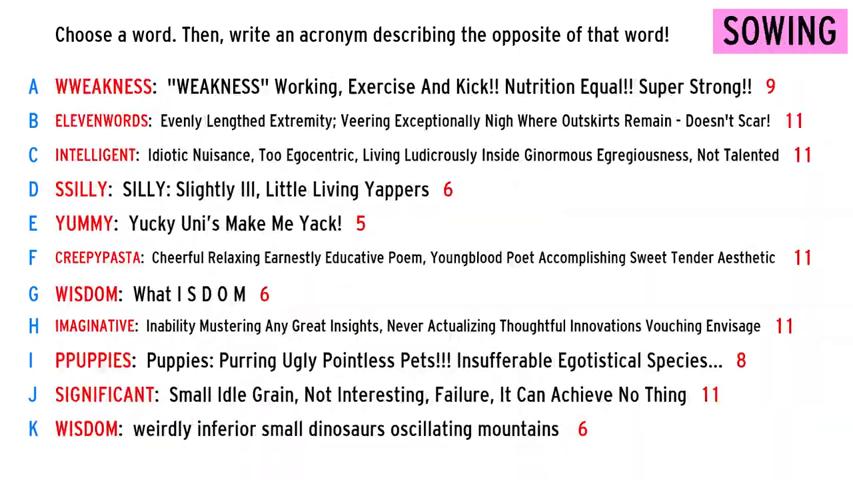 Choose a word. Then, write an acronym describing the opposite of that word!
SOWING
A WWEAKNESS: "WEAKNESS" Working, Exercise And Kick!! Nutrition Equal!! Super Strong!! 9
B ELEVENWORDS: Evenly Lengthed Extremity; Veering Exceptionally Nigh Where Outskirts Remain - Doesn't Scar! 11
C INTELLIGENT: Idiotic Nuisance, Too Egocentric, Living Ludicrously Inside Ginormous Egregiousness, Not Talented 11
D SSILLY: SILLY: Slightly Ill, Little Living Yappers 6
E YUMMY: Yucky Uni's Make Me Yack! 5
F CREEPYPASTA: Cheerful Relaxing Earnestly Educative Poem, Youngblood Poet Accomplishing Sweet Tender Aesthetic 11
G WISDOM: What I S D O M 6
H IMAGINATIVE: Inability Mustering Any Great Insights, Never Actualizing Thoughtful Innovations Vouching Envisage 11
I PPUPPIES: Puppies: Purring Ugly Pointless Pets!!! Insufferable Egotistical Species... 8
J SIGNIFICANT: Small Idle Grain, Not Interesting, Failure, It Can Achieve No Thing 11
K WISDOM: weirdly inferior small dinosaurs oscillating mountains 6